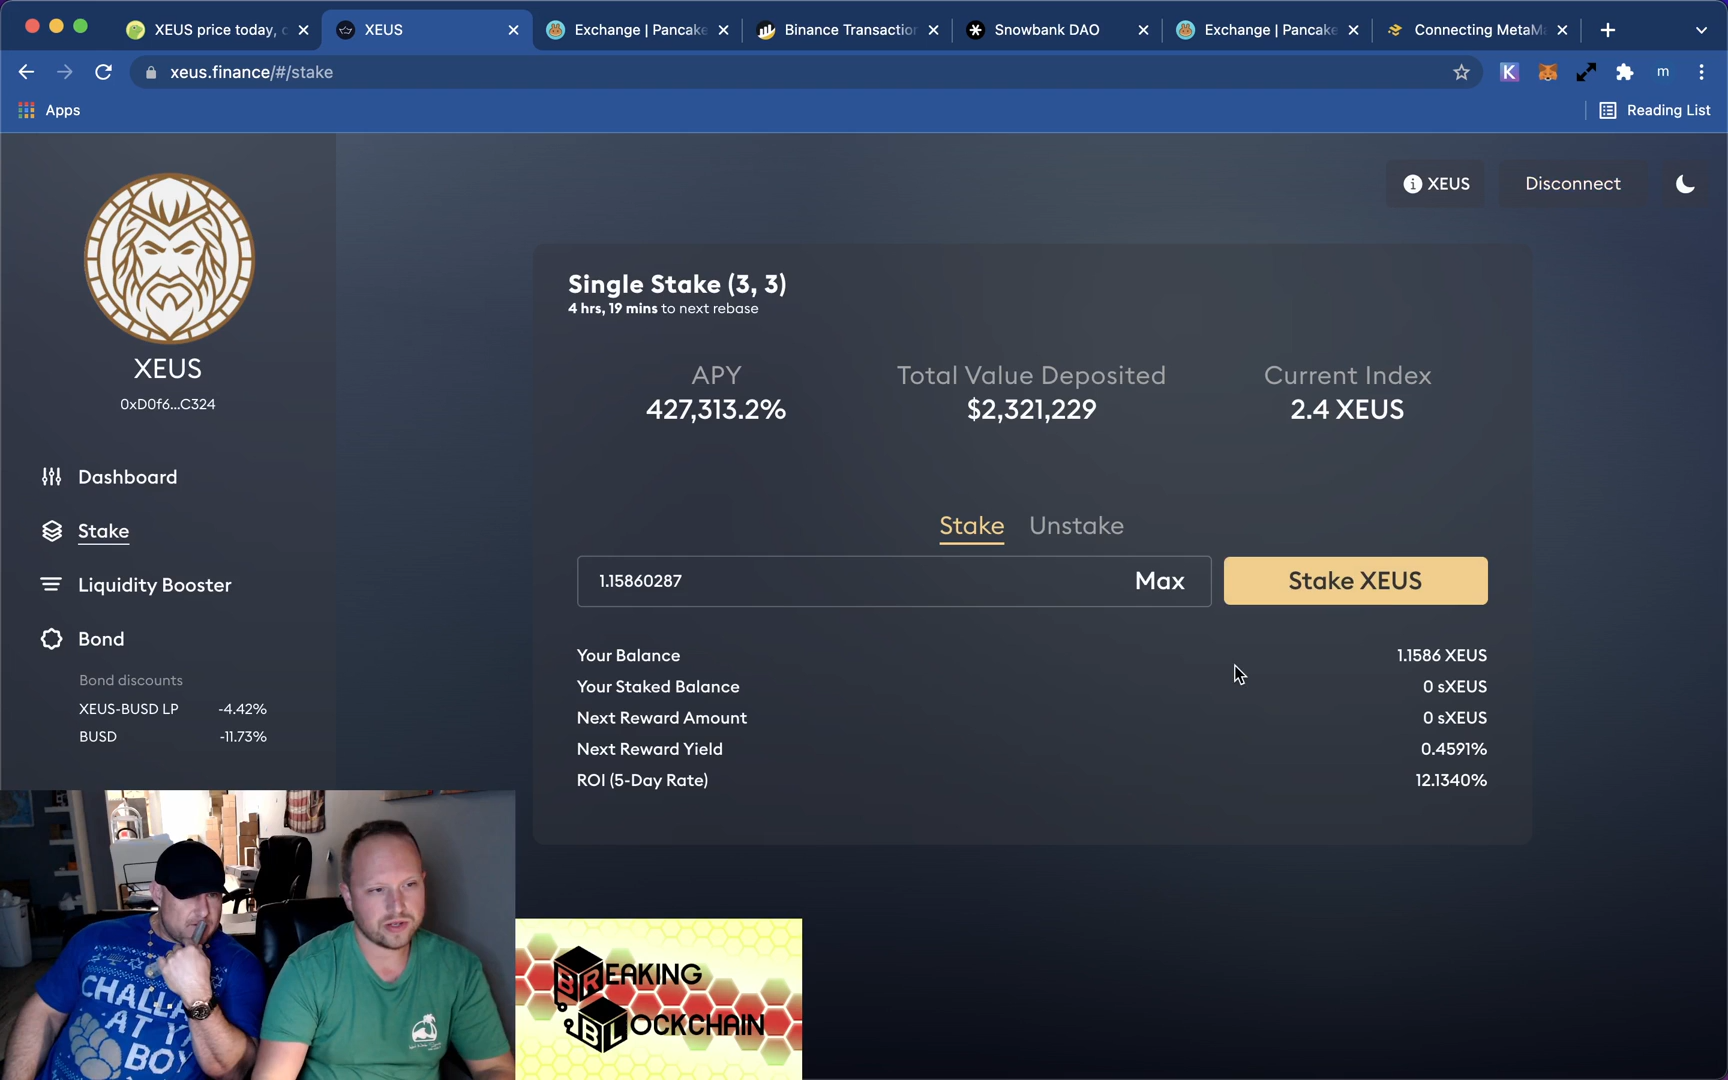 XEUS price today, c
XEUS
Exchange | Pancake
Binance Transaction
Snowbank DAO
Exchange | Pancake
Connecting MetaMa
xeus.finance/#/stake
K
m
Apps
Reading List
XEUS
Disconnect
XEUS
0xD0f6...C324
Dashboard
Stake
Liquidity Booster
Bond
Bond discounts
XEUS-BUSD LP -4.42%
BUSD -11.73%
Single Stake (3, 3)
4 hrs, 19 mins to next rebase
APY
427,313.2%
Total Value Deposited
$2,321,229
Current Index
2.4 XEUS
Stake Unstake
1.15860287 Max
Stake XEUS
Your Balance 1.1586 XEUS
Your Staked Balance 0 sXEUS
Next Reward Amount 0 sXEUS
Next Reward Yield 0.4591%
ROI (5-Day Rate) 12.1340%
AT Y
BOY
BREAKING
BLOCKCHAIN